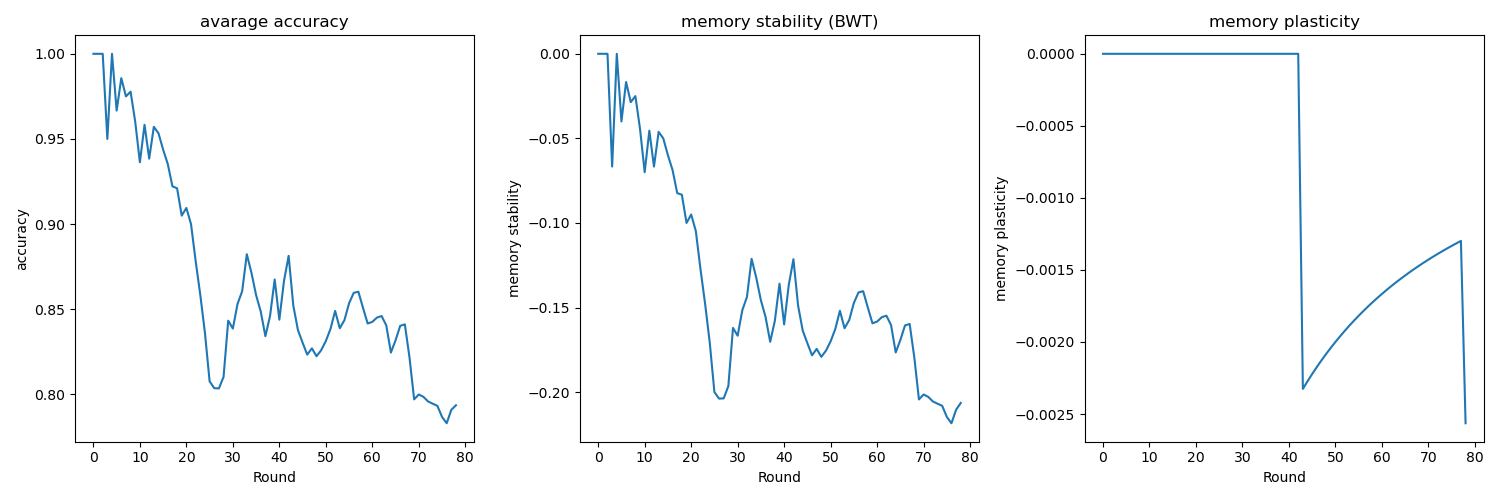 avarage accuracy
accuracy
1.00
0.95
0.90
0.85
0.80
0 10 20 30 40 50 60 70 80
Round
memory stability (BWT)
memory stability
0.00
−0.05
−0.10
−0.15
−0.20
0 10 20 30 40 50 60 70 80
Round
memory plasticity
memory plasticity
0.0000
−0.0005
−0.0010
−0.0015
−0.0020
−0.0025
0 10 20 30 40 50 60 70 80
Round